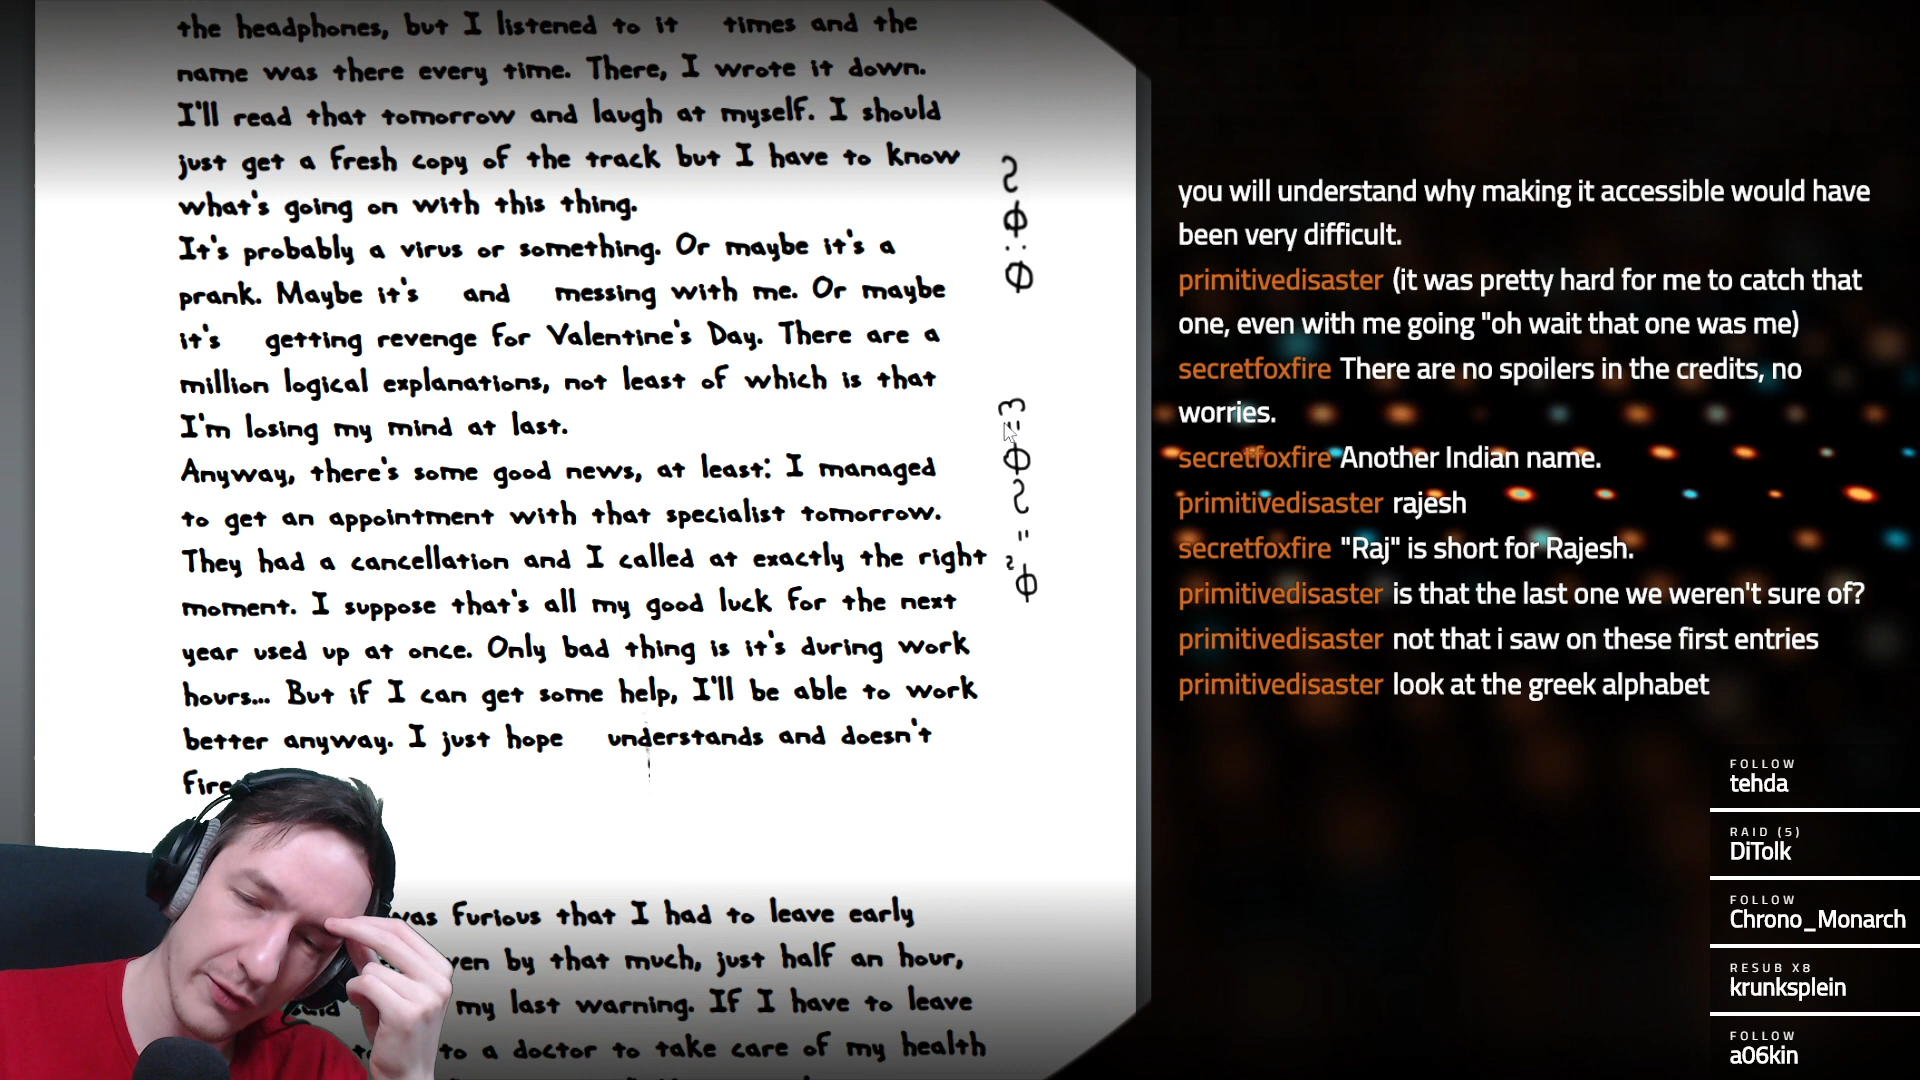 the headphones, but I listened to it times and the
name was there every time. There, I wrote it down.
I'll read that tomorrow and laugh at myself. I should
just get a fresh copy of the track but I have to know
what's going on with this thing.
It's probably a virus or something. Or maybe it's a
prank. Maybe it's and messing with me. Or maybe
it's getting revenge for Valentine's Day. There are a
million logical explanations, not least of which is that
I'm losing my mind at last.
Anyway, there's some good news, at least: I managed
to get an appointment with that specialist tomorrow.
They had a cancellation and I called at exactly the right
moment. I suppose that's all my good luck for the next
year used up at once. Only bad thing is it's during work
hours... But if I can get some help, I'll be able to work
better anyway. I just hope understands and doesn't
fire
was furious that I had to leave early
by that much, just half an hour,
my last warning. If I have to leave
to a doctor to take care of my health
you will understand why making it accessible would have
been very difficult.
primitivedisaster (it was pretty hard for me to catch that
one, even with me going "oh wait that one was me)
secretfoxfire There are no spoilers in the credits, no
worries.
secretfoxfire Another Indian name.
primitivedisaster rajesh
secretfoxfire "Raj" is short for Rajesh.
primitivedisaster is that the last one we weren't sure of?
primitivedisaster not that i saw on these first entries
primitivedisaster look at the greek alphabet
FOLLOW
tehda
RAID (5)
DiTolk
FOLLOW
Chrono_Monarch
RESUB X8
krunksplein
FOLLOW
a06kin